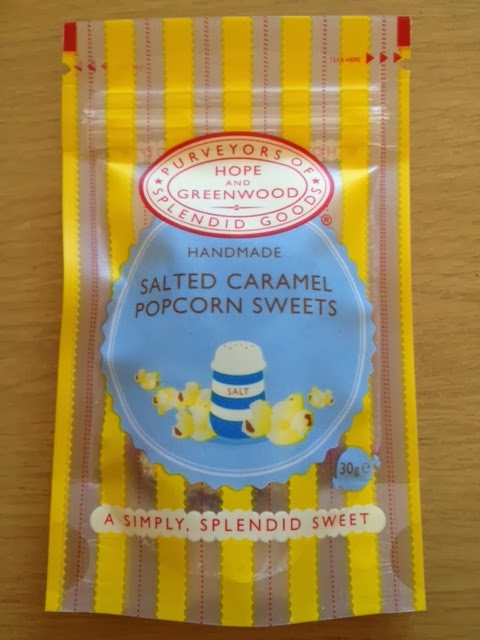 TEAR HERE
PURVEYORS OF
HOPE
AND
GREENWOOD
SPLENDID GOODS
®
HANDMADE
SALTED CARAMEL
POPCORN SWEETS
SALT
30g e
A SIMPLY, SPLENDID SWEET